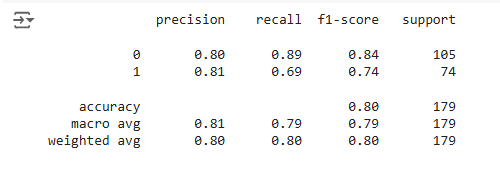 precision recall f1-score support
0 0.80 0.89 0.84 105
1 0.81 0.69 0.74 74
accuracy 0.80 179
macro avg 0.81 0.79 0.79 179
weighted avg 0.80 0.80 0.80 179